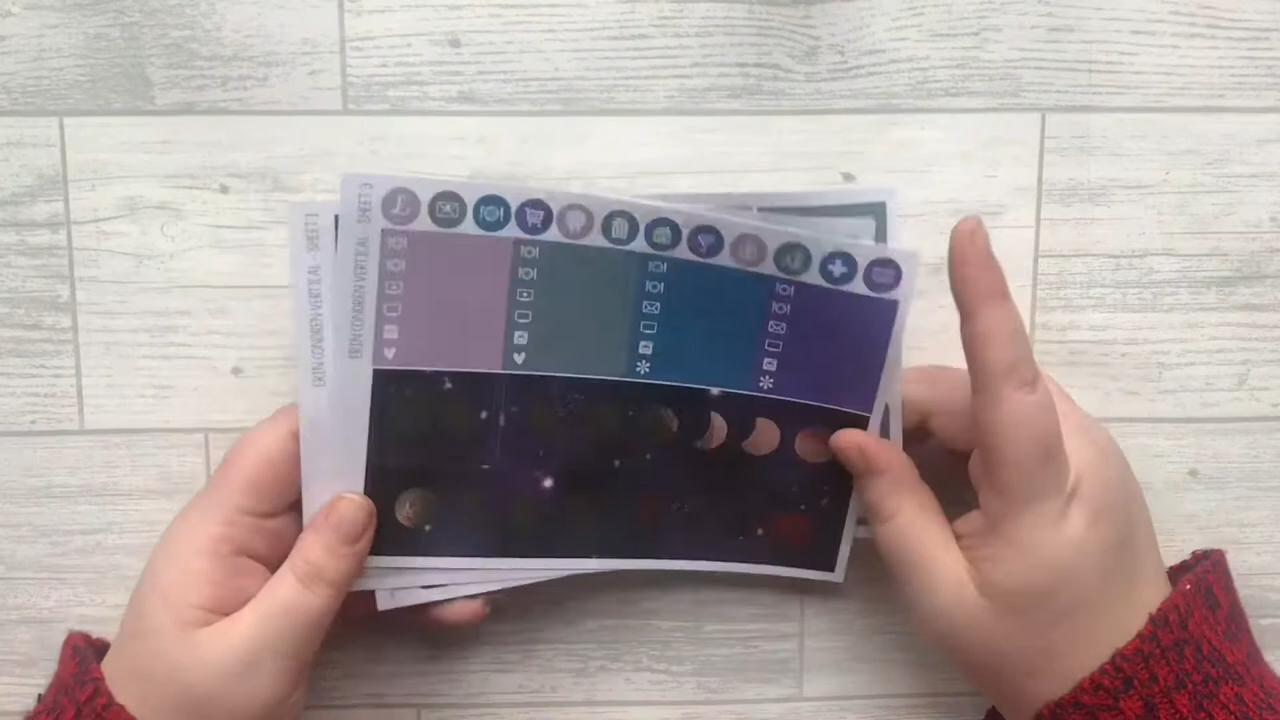 ERIN CONDREN VERTICAL - SHEET 3
ERIN CONDREN VERTICAL - SHEET 1